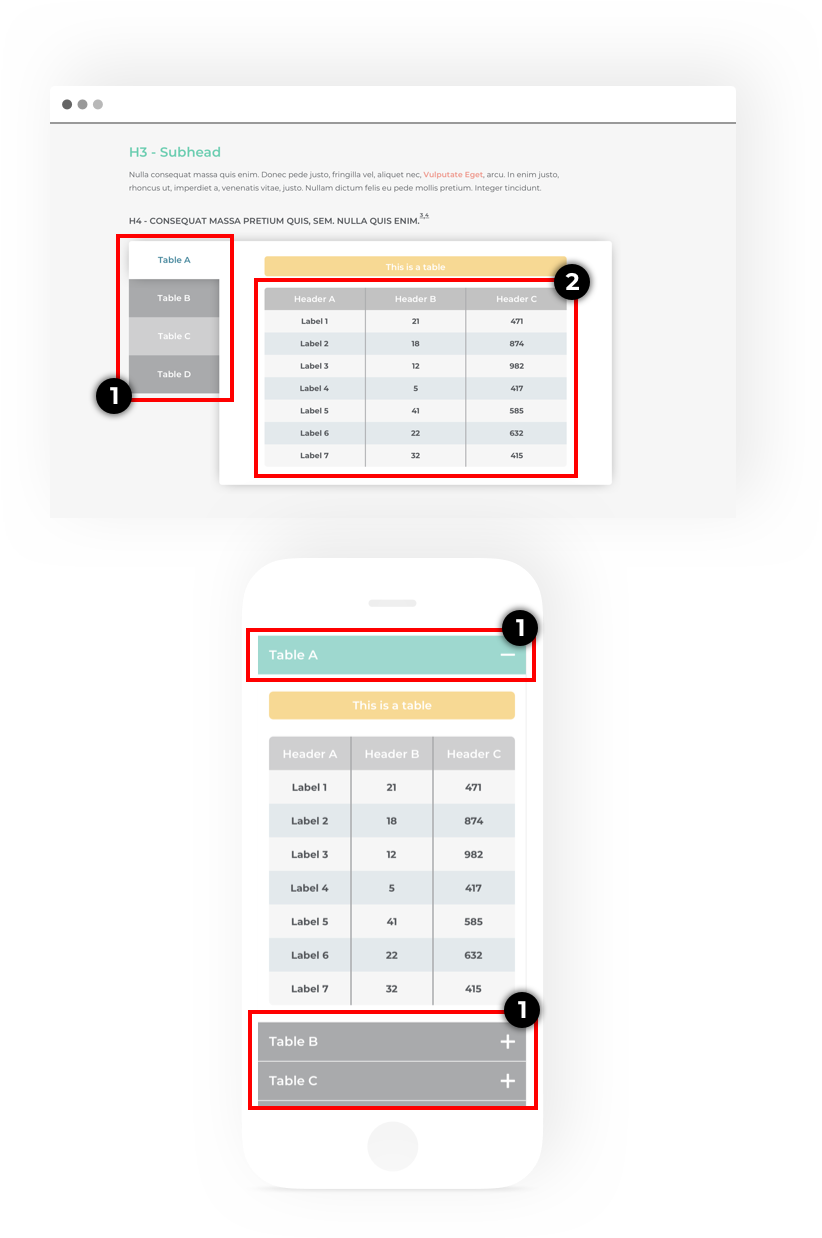 H3 - Subhead
Nulla consequat massa quis enim. Donec pede justo, fringilla vel, aliquet nec, Vulputate Eget, arcu. In enim justo,
rhoncus ut, imperdiet a, venenatis vitae, justo. Nullam dictum felis eu pede mollis pretium. Integer tincidunt.
H4 - CONSEQUAT MASSA PRETIUM QUIS, SEM. NULLA QUIS ENIM.3,4
Table A
Table B
Table C
Table D
1
This is a table
2
Header A Header B Header C
Label 1 21 471
Label 2 18 874
Label 3 12 982
Label 4 5 417
Label 5 41 585
Label 6 22 632
Label 7 32 415
1
Table A
This is a table
Header A Header B Header C
Label 1 21 471
Label 2 18 874
Label 3 12 982
Label 4 5 417
Label 5 41 585
Label 6 22 632
Label 7 32 415
1
Table B
Table C